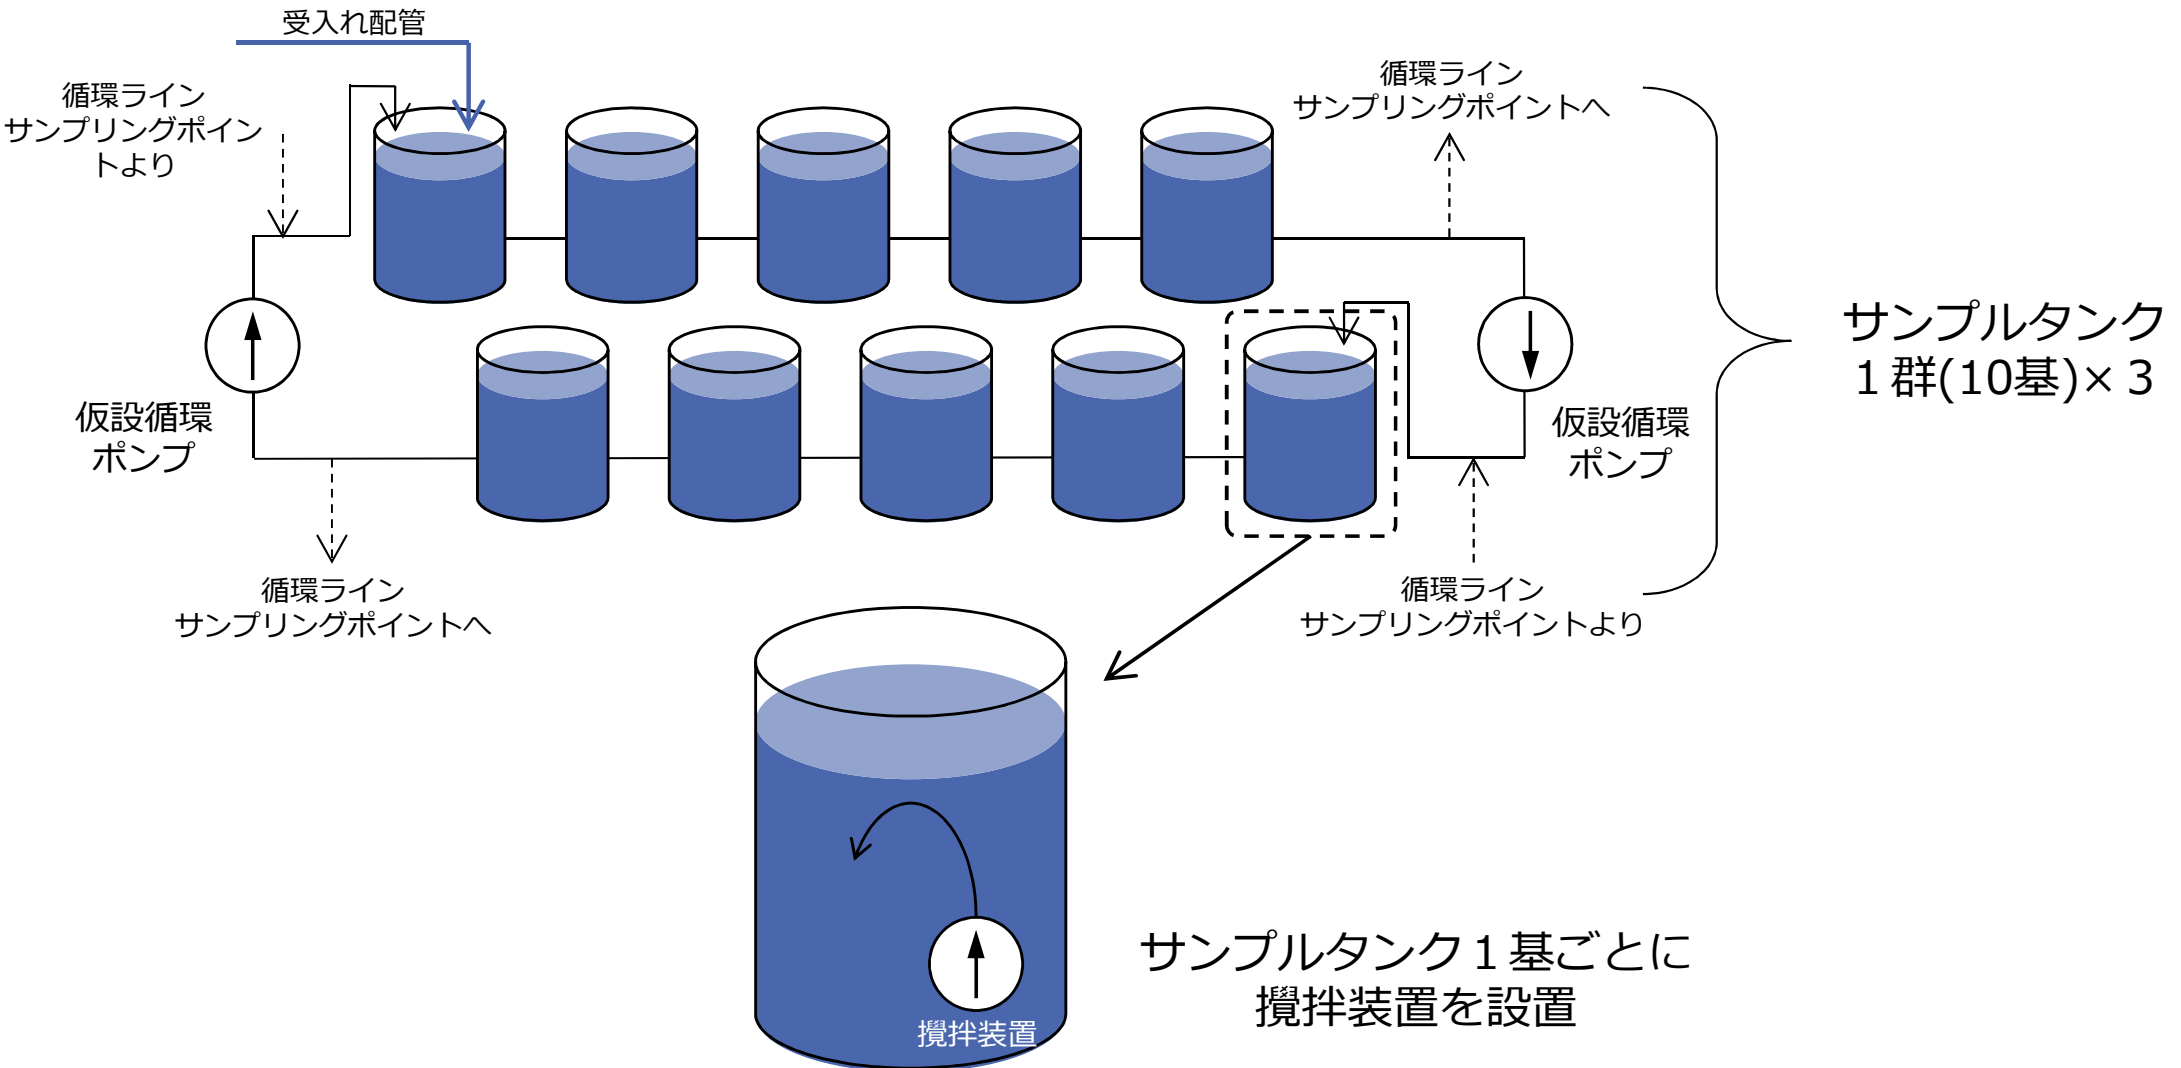 受入れ配管
循環ライン
サンプリングポイン
トより
循環ライン
サンプリングポイントへ
仮設循環
ポンプ
仮設循環
ポンプ
サンプルタンク
１群(10基)×３
循環ライン
サンプリングポイントへ
循環ライン
サンプリングポイントより
サンプルタンク１基ごとに
攪拌装置を設置
攪拌装置